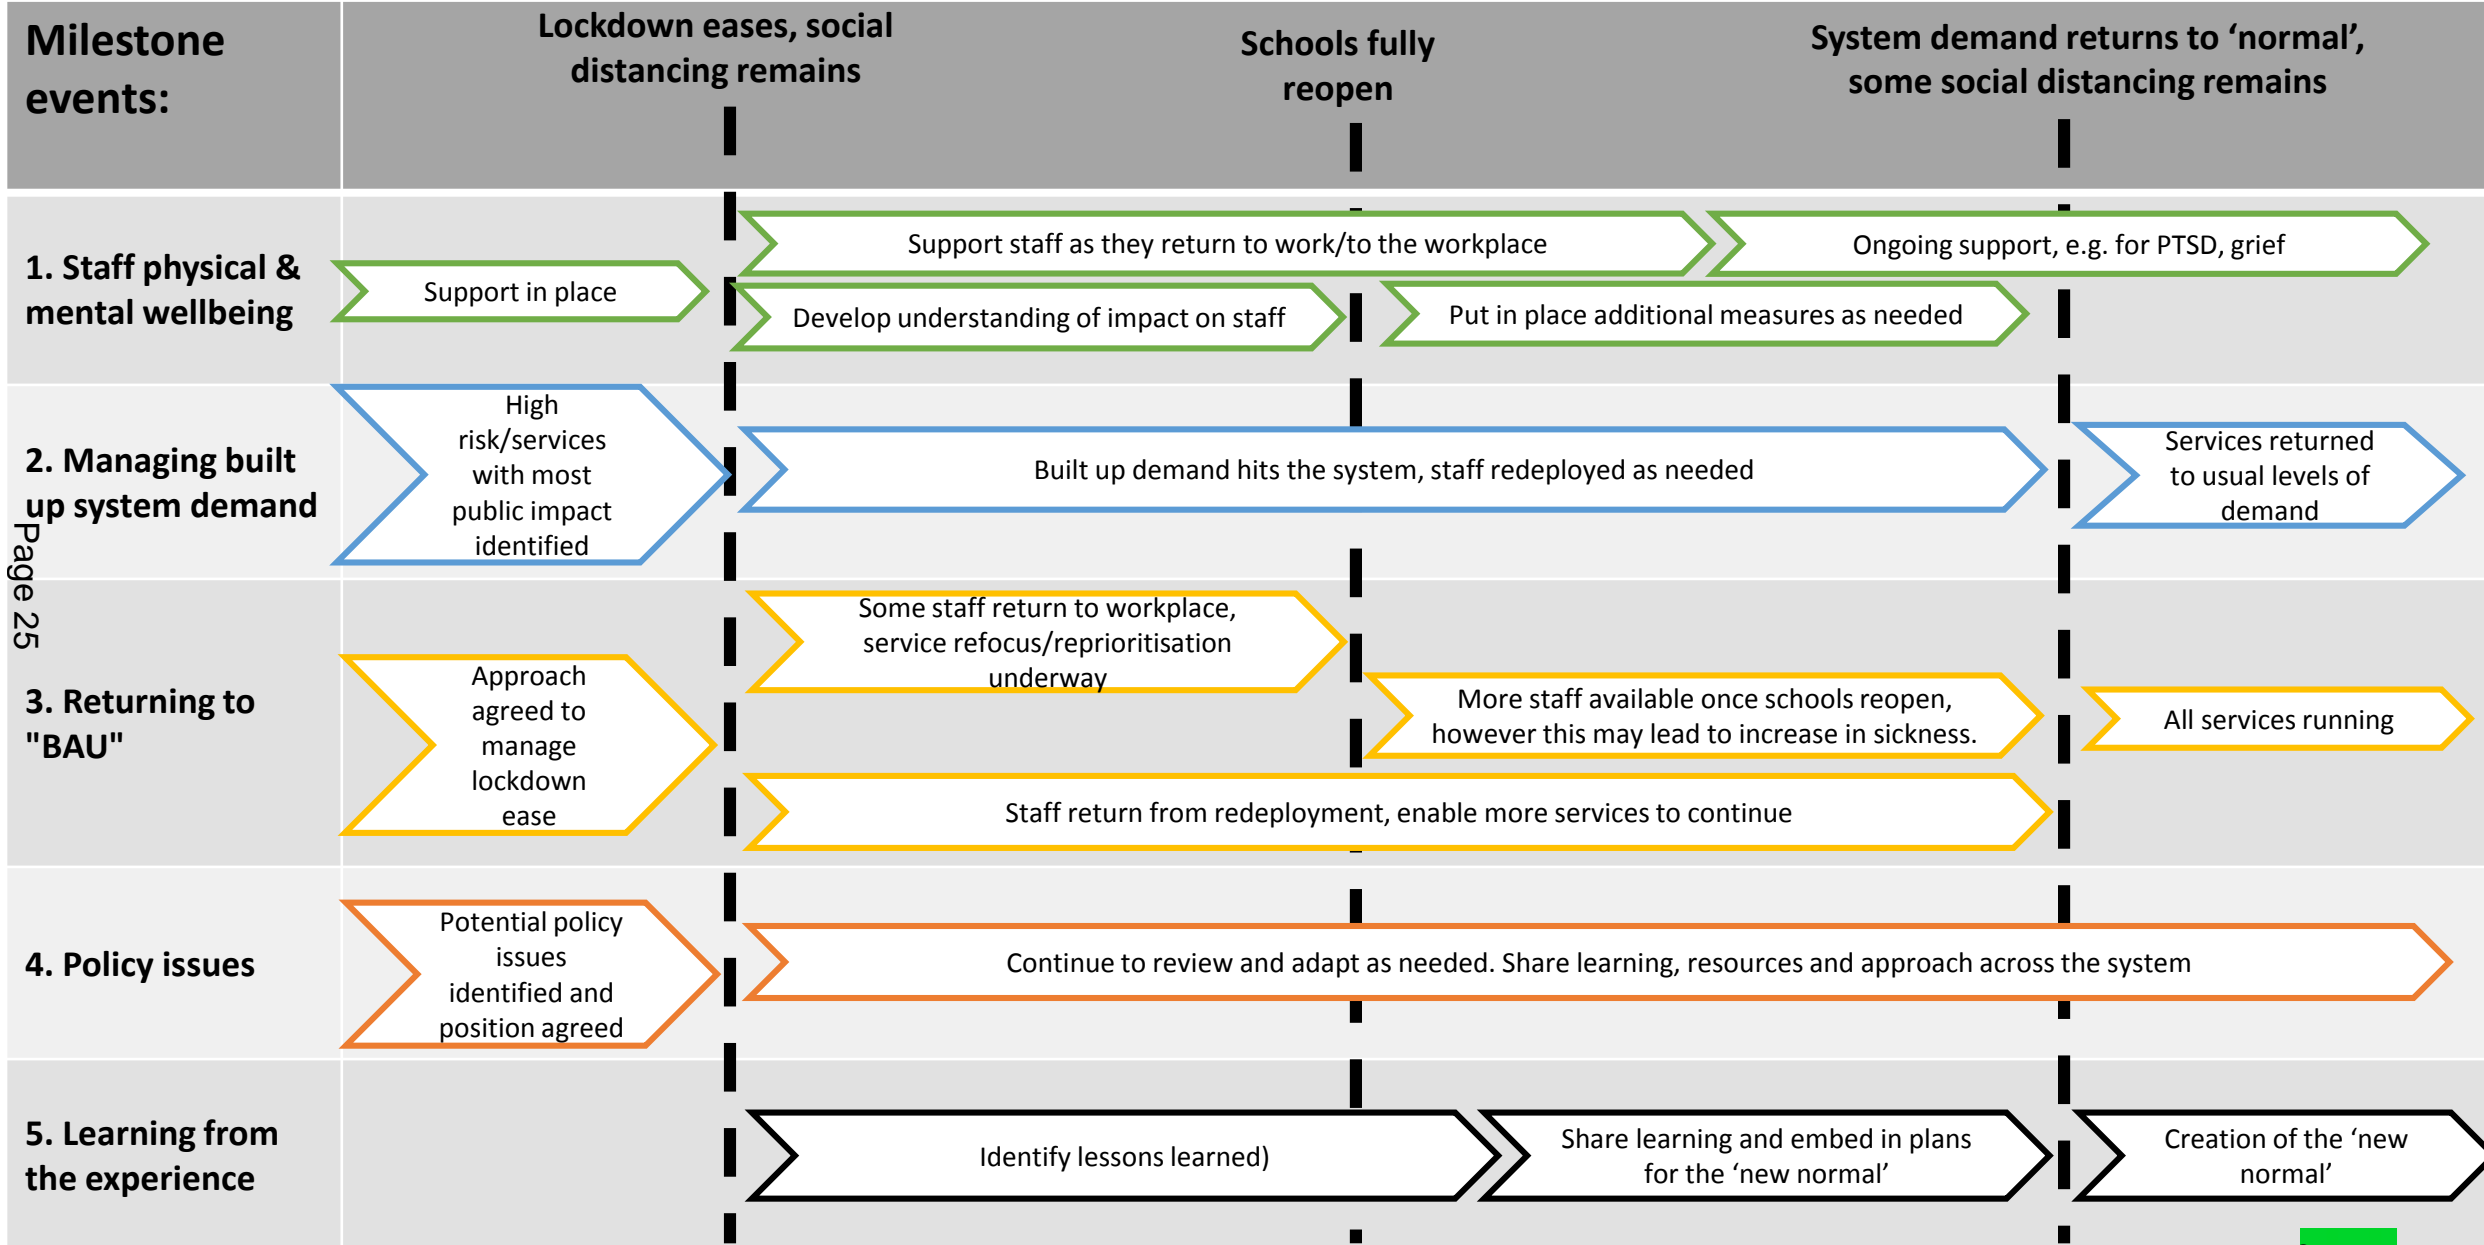 Milestone
events:
Lockdown eases, social
distancing remains
Schools fully
reopen
System demand returns to ‘normal’,
some social distancing remains
1. Staff physical &
mental wellbeing
Support in place
Support staff as they return to work/to the workplace
Ongoing support, e.g. for PTSD, grief
Develop understanding of impact on staff
Put in place additional measures as needed
2. Managing built
up system demand
High
risk/services
with most
public impact
identified
Built up demand hits the system, staff redeployed as needed
Services returned
to usual levels of
demand
Page 25
3. Returning to
"BAU"
Approach
agreed to
manage
lockdown
ease
Some staff return to workplace,
service refocus/reprioritisation
underway
More staff available once schools reopen,
however this may lead to increase in sickness.
All services running
Staff return from redeployment, enable more services to continue
4. Policy issues
Potential policy
issues
identified and
position agreed
Continue to review and adapt as needed. Share learning, resources and approach across the system
5. Learning from
the experience
Identify lessons learned)
Share learning and embed in plans
for the ‘new normal’
Creation of the ‘new
normal’